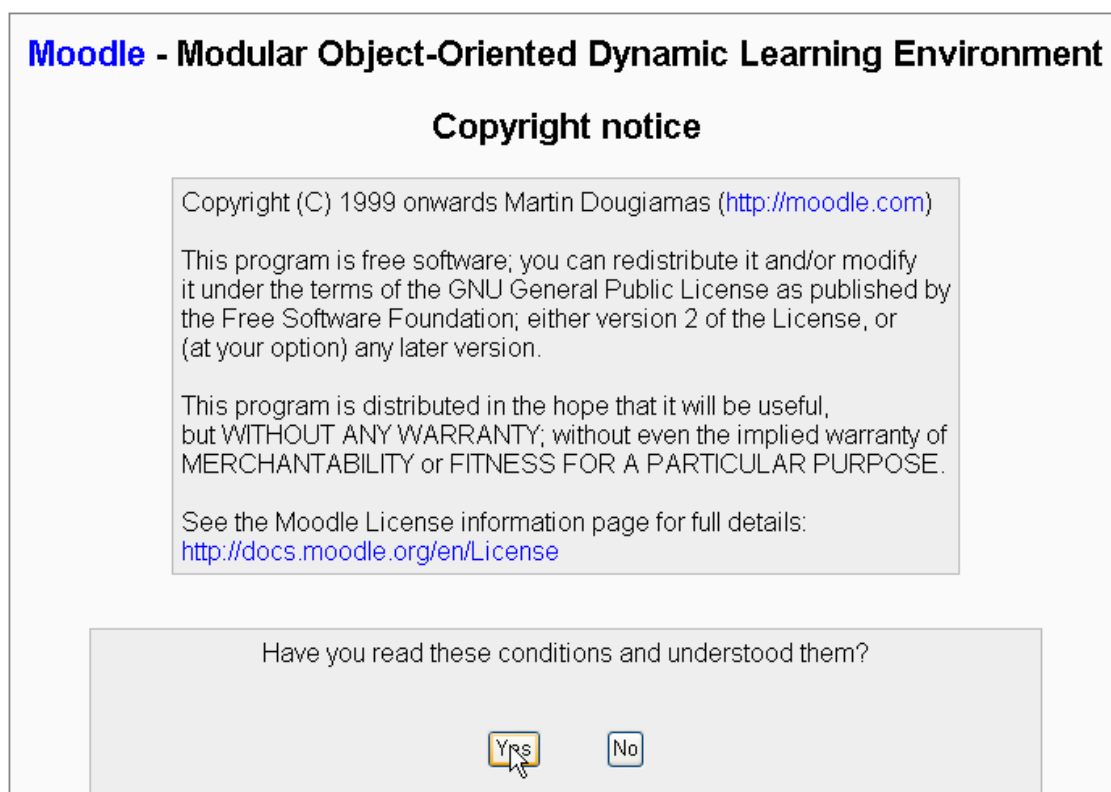 Moodle - Modular Object-Oriented Dynamic Learning Environment
Copyright notice
Copyright (C) 1999 onwards Martin Dougiamas (http://moodle.com)
This program is free software; you can redistribute it and/or modify
it under the terms of the GNU General Public License as published by
the Free Software Foundation; either version 2 of the License, or
(at your option) any later version.
This program is distributed in the hope that it will be useful,
but WITHOUT ANY WARRANTY; without even the implied warranty of
MERCHANTABILITY or FITNESS FOR A PARTICULAR PURPOSE.
See the Moodle License information page for full details:
http://docs.moodle.org/en/License
Have you read these conditions and understood them?
Yes No